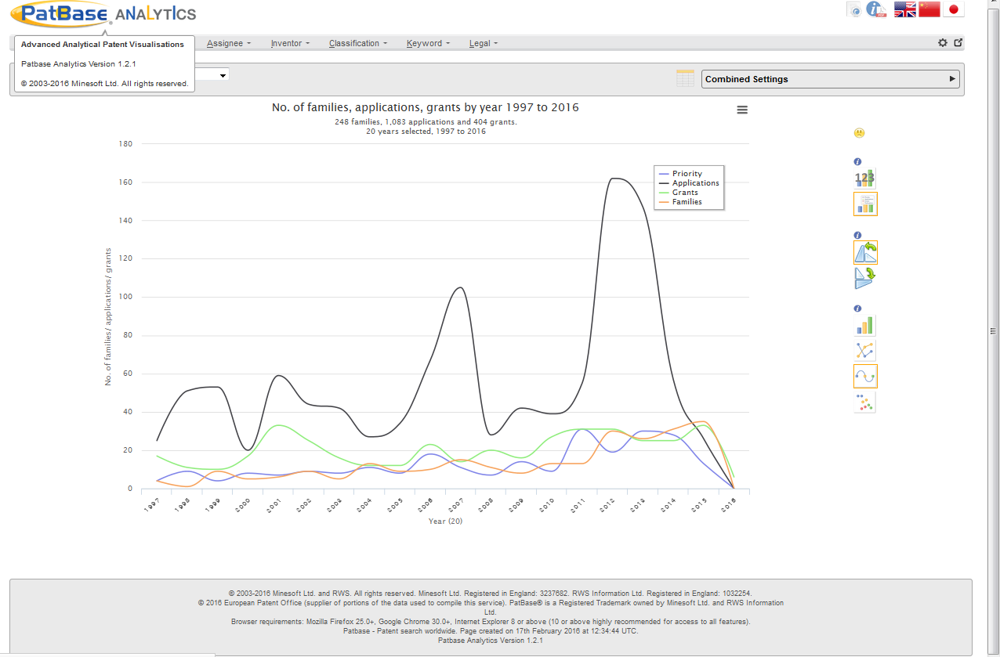 PatBase ANALYTICS
Advanced Analytical Patent Visualisations
Patbase Analytics Version 1.2.1
© 2003-2016 Minesoft Ltd. All rights reserved.
Assignee Inventor Classification Keyword Legal
Combined Settings
No. of families, applications, grants by year 1997 to 2016
248 families, 1,083 applications and 404 grants.
20 years selected, 1997 to 2016
Priority
Applications
Grants
Families
123
No. of families/ applications/ grants
180
160
140
120
100
80
60
40
20
0
1997 1998 1999 2000 2001 2002 2003 2004 2005 2006 2007 2008 2009 2010 2011 2012 2013 2014 2015 2016
Year (20)
© 2003-2016 Minesoft Ltd. and RWS. All rights reserved. Minesoft Ltd. Registered in England: 3237682. RWS Information Ltd. Registered in England: 1032254.
© 2016 European Patent Office (supplier of portions of the data used to compile this service). PatBase® is a Registered Trademark owned by Minesoft Ltd. and RWS Information
Ltd.
Browser requirements: Mozilla Firefox 25.0+, Google Chrome 30.0+, Internet Explorer 8 or above (10 or above highly recommended for access to all features).
Patbase - Patent search worldwide. Page created on 17th February 2016 at 12:34:44 UTC.
Patbase Analytics Version 1.2.1